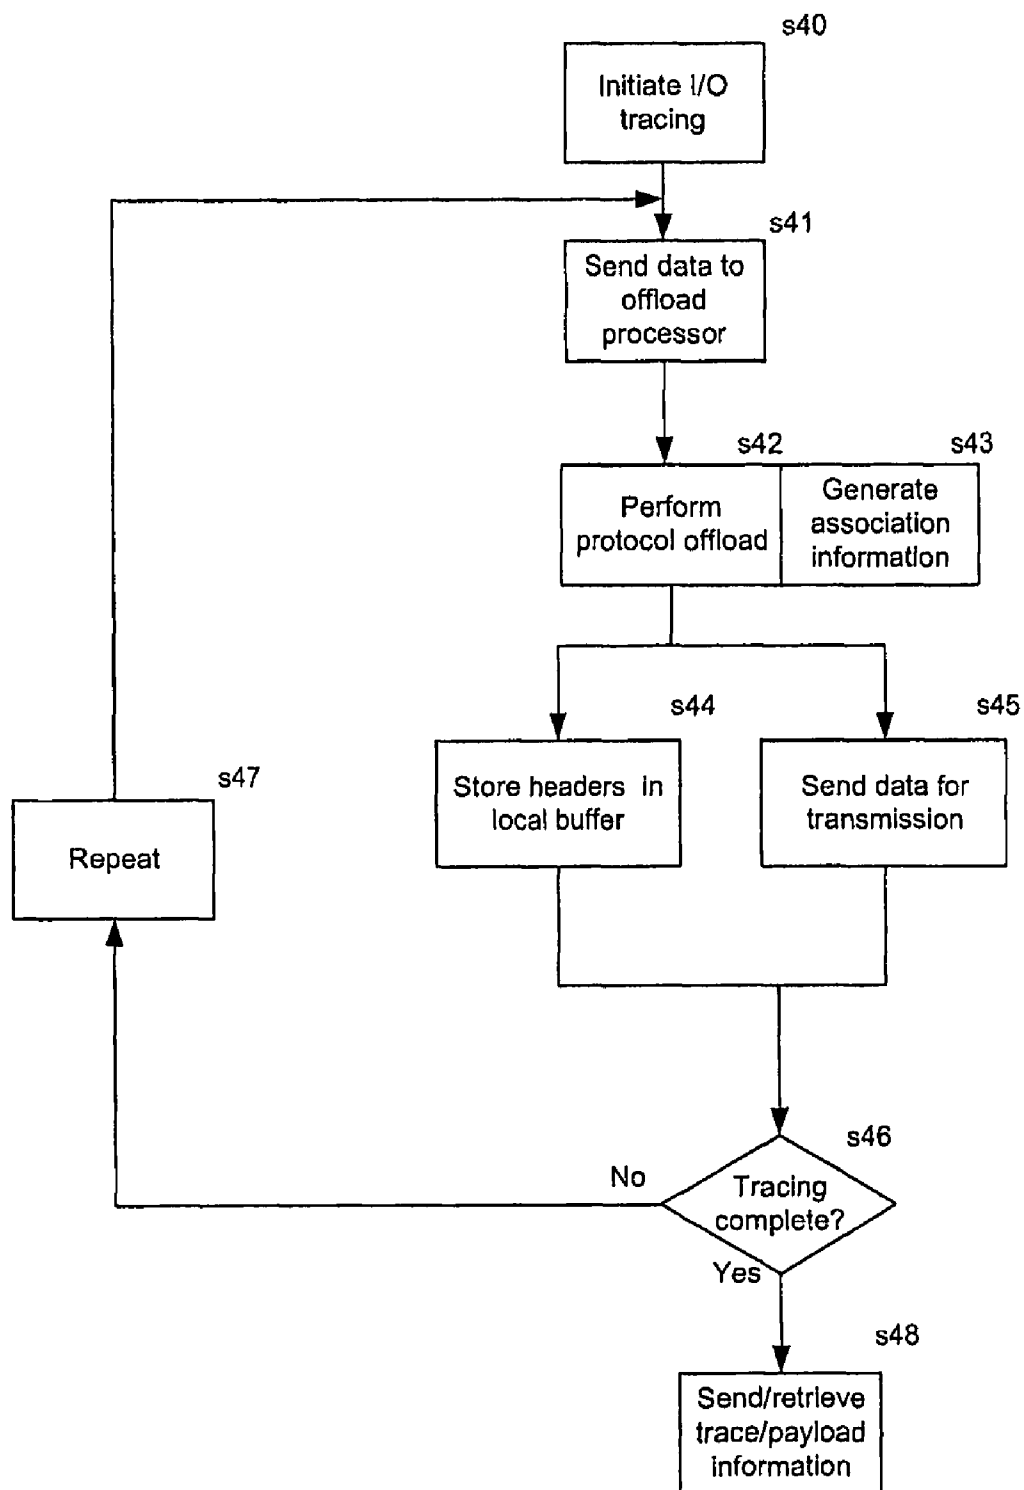 s40
Initiate I/O
tracing
s41
Send data to
offload
processor
s42
s43
Perform
protocol offload
Generate
association
information
s44
s45
Store headers in
local buffer
Send data for
transmission
s47
Repeat
s46
No
Tracing
complete?
Yes
s48
Send/retrieve
trace/payload
information